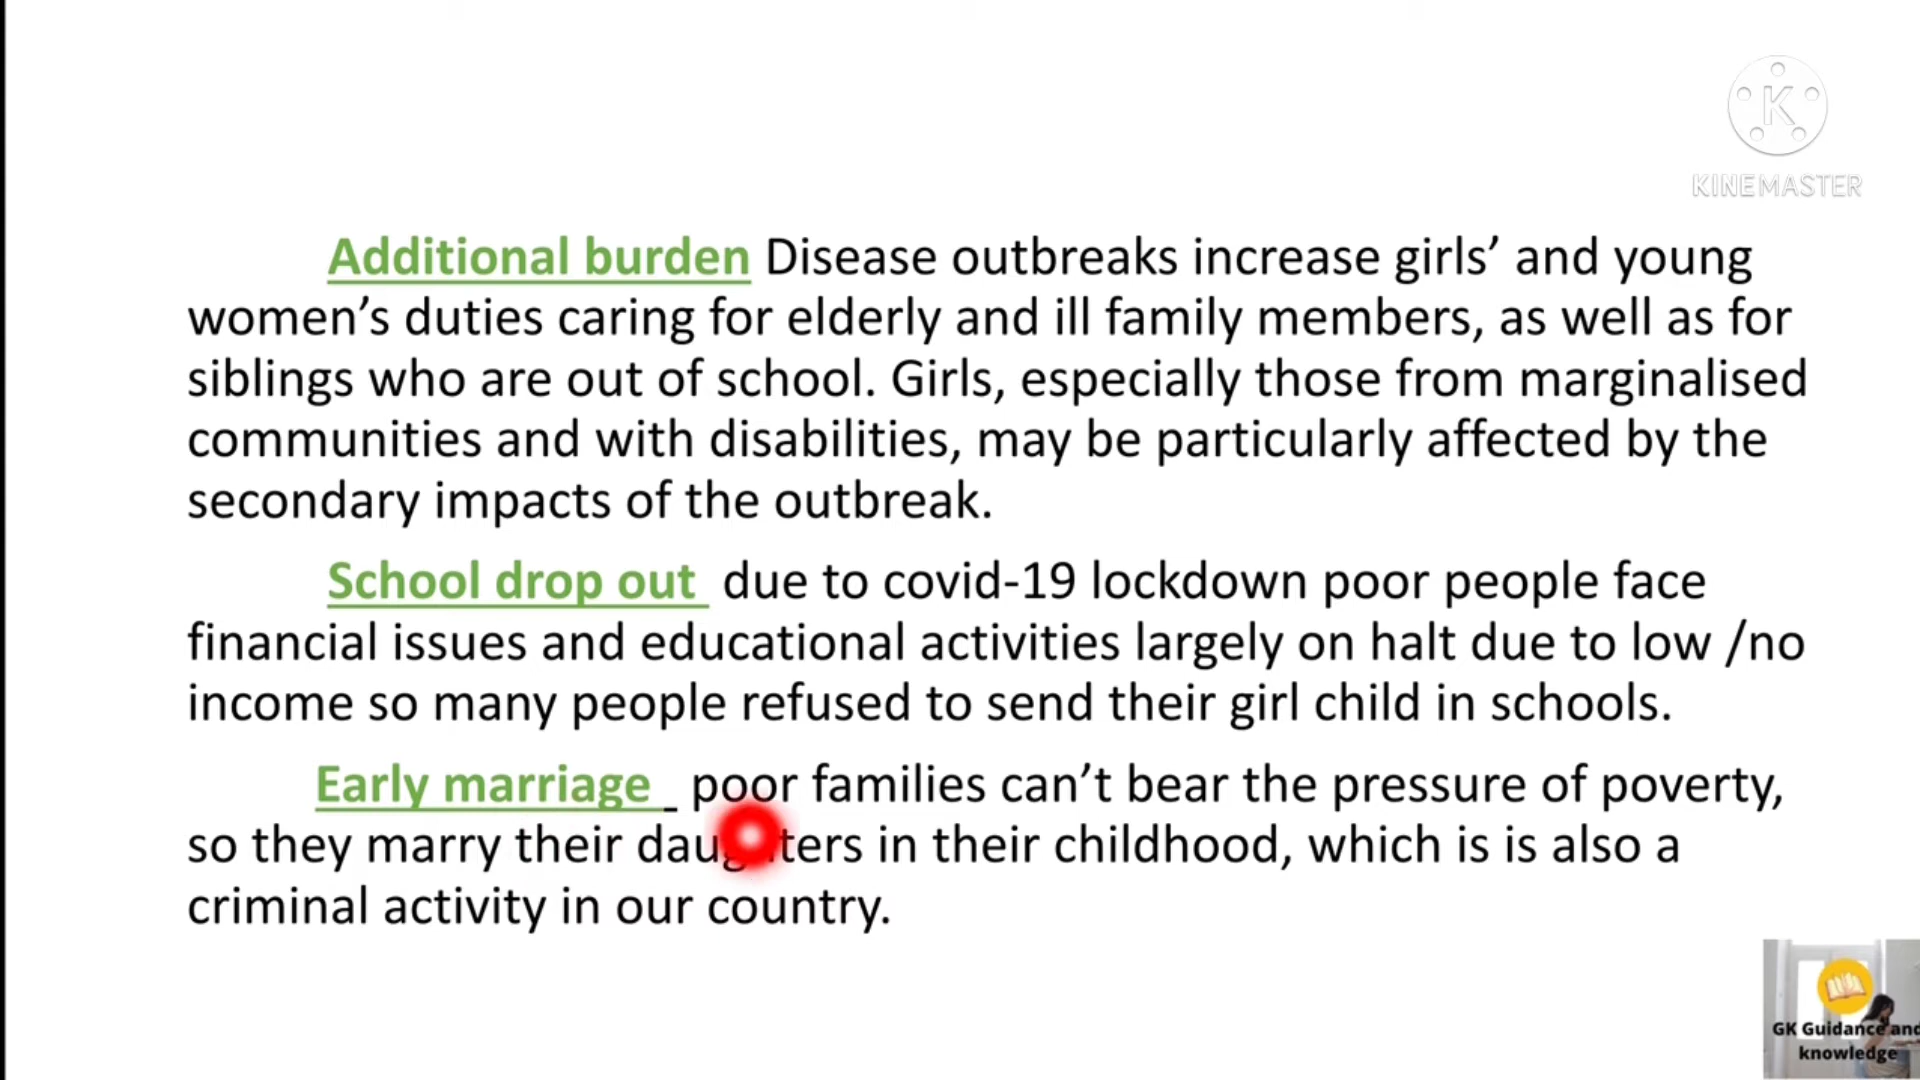 K
KINEMASTER
Additional burden Disease outbreaks increase girls’ and young
women’s duties caring for elderly and ill family members, as well as for
siblings who are out of school. Girls, especially those from marginalised
communities and with disabilities, may be particularly affected by the
secondary impacts of the outbreak.
School drop out due to covid-19 lockdown poor people face
financial issues and educational activities largely on halt due to low /no
income so many people refused to send their girl child in schools.
Early marriage _ poor families can’t bear the pressure of poverty,
so they marry their daughters in their childhood, which is is also a
criminal activity in our country.
GK Guidance and
knowledge